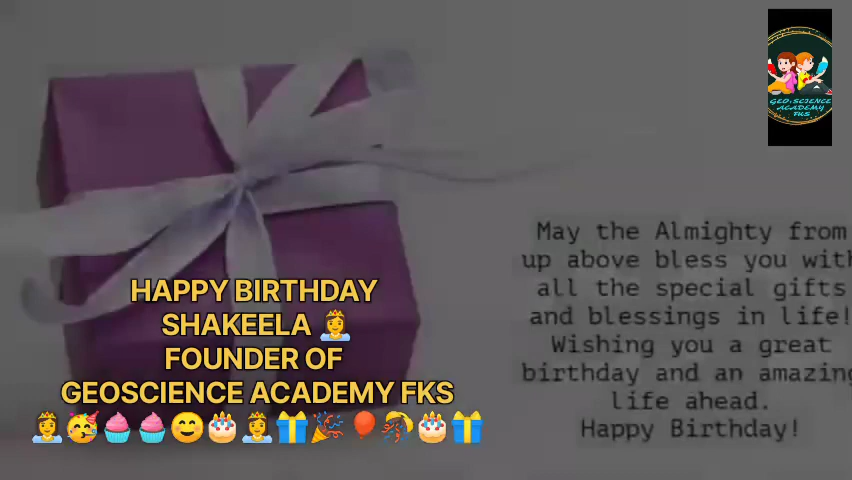 GEO-SCIENCE
ACADEMY
FKS
May the Almighty from
up above bless you with
all the special gifts
and blessings in life!
Wishing you a great
birthday and an amazing
life ahead.
Happy Birthday!
HAPPY BIRTHDAY
SHAKEELA 👸
FOUNDER OF
GEOSCIENCE ACADEMY FKS
👸🥳🧁🧁😊🎂👸🎁🎉🎈🎊🎂🎁